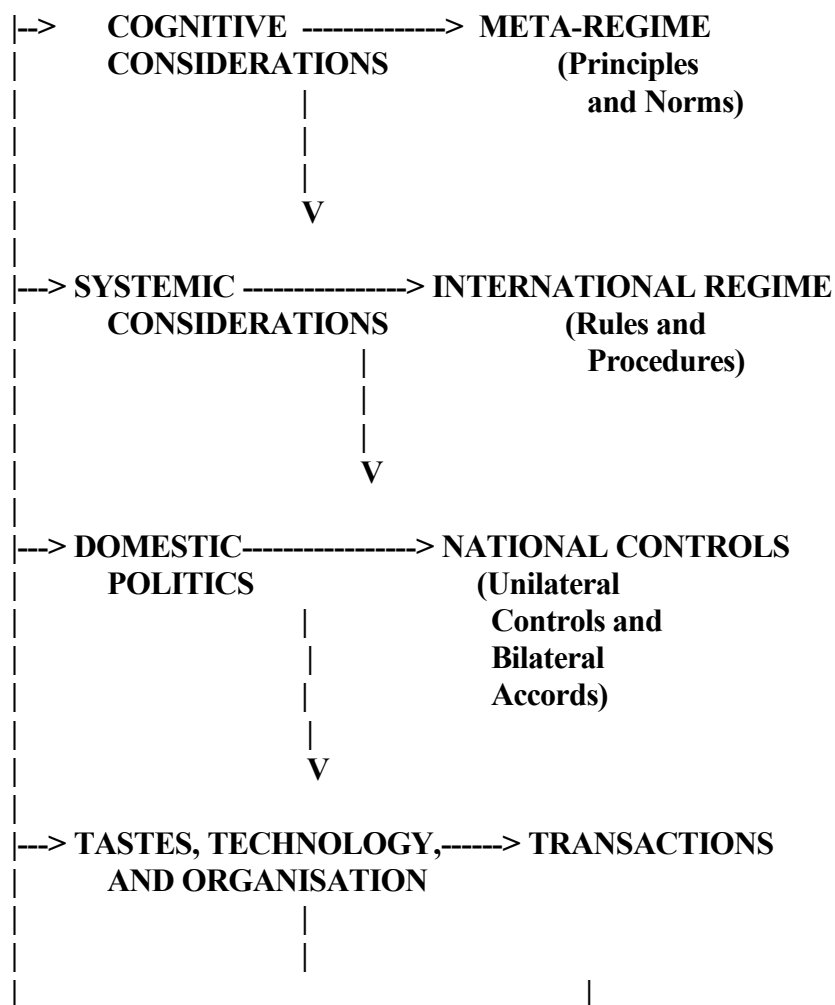 |--> COGNITIVE --------------> META-REGIME
| CONSIDERATIONS (Principles
| | and Norms)
| |
| |
| |
| V
|
|---> SYSTEMIC ----------------> INTERNATIONAL REGIME
| CONSIDERATIONS (Rules and
| | Procedures)
| |
| |
| |
| V
|
|---> DOMESTIC-----------------> NATIONAL CONTROLS
| POLITICS (Unilateral
| | Controls and
| | Bilateral
| | Accords)
| |
| V
|
|---> TASTES, TECHNOLOGY,------> TRANSACTIONS
| AND ORGANISATION
| |
| |
| |